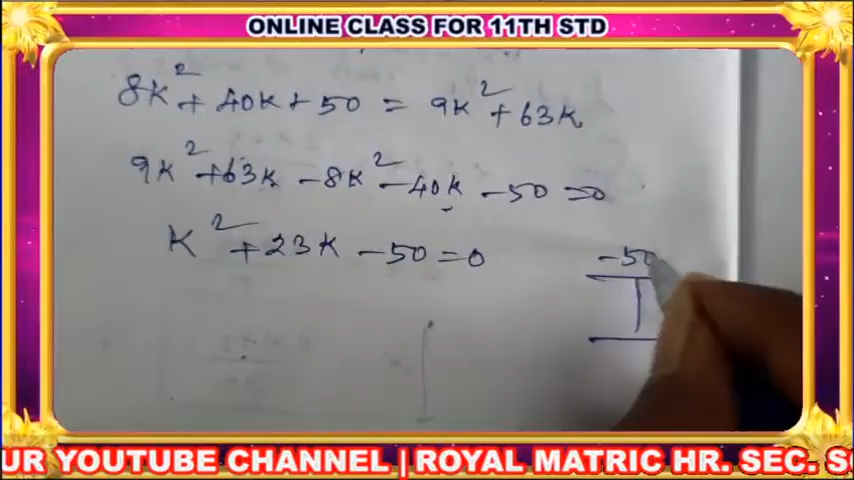 ONLINE CLASS FOR 11TH STD
8K² + 40K + 50 = 9K² + 63K
9K² + 63K - 8K² - 40K - 50 = 0
K² + 23K - 50 = 0
-50
UR YOUTUBE CHANNEL | ROYAL MATRIC HR. SEC. S